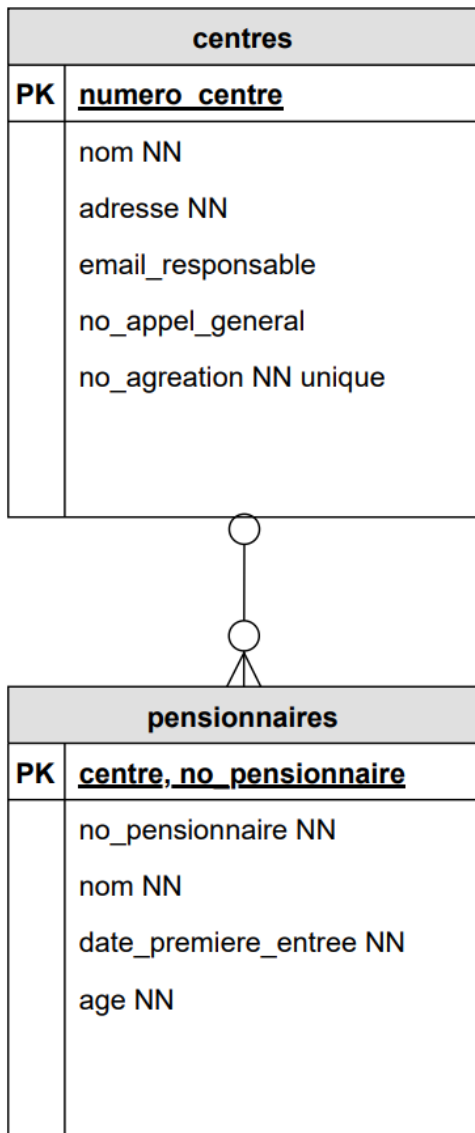 centres
PK numero_centre
nom NN
adresse NN
email_responsable
no_appel_general
no_agreation NN unique
pensionnaires
PK centre, no_pensionnaire
no_pensionnaire NN
nom NN
date_premiere_entree NN
age NN